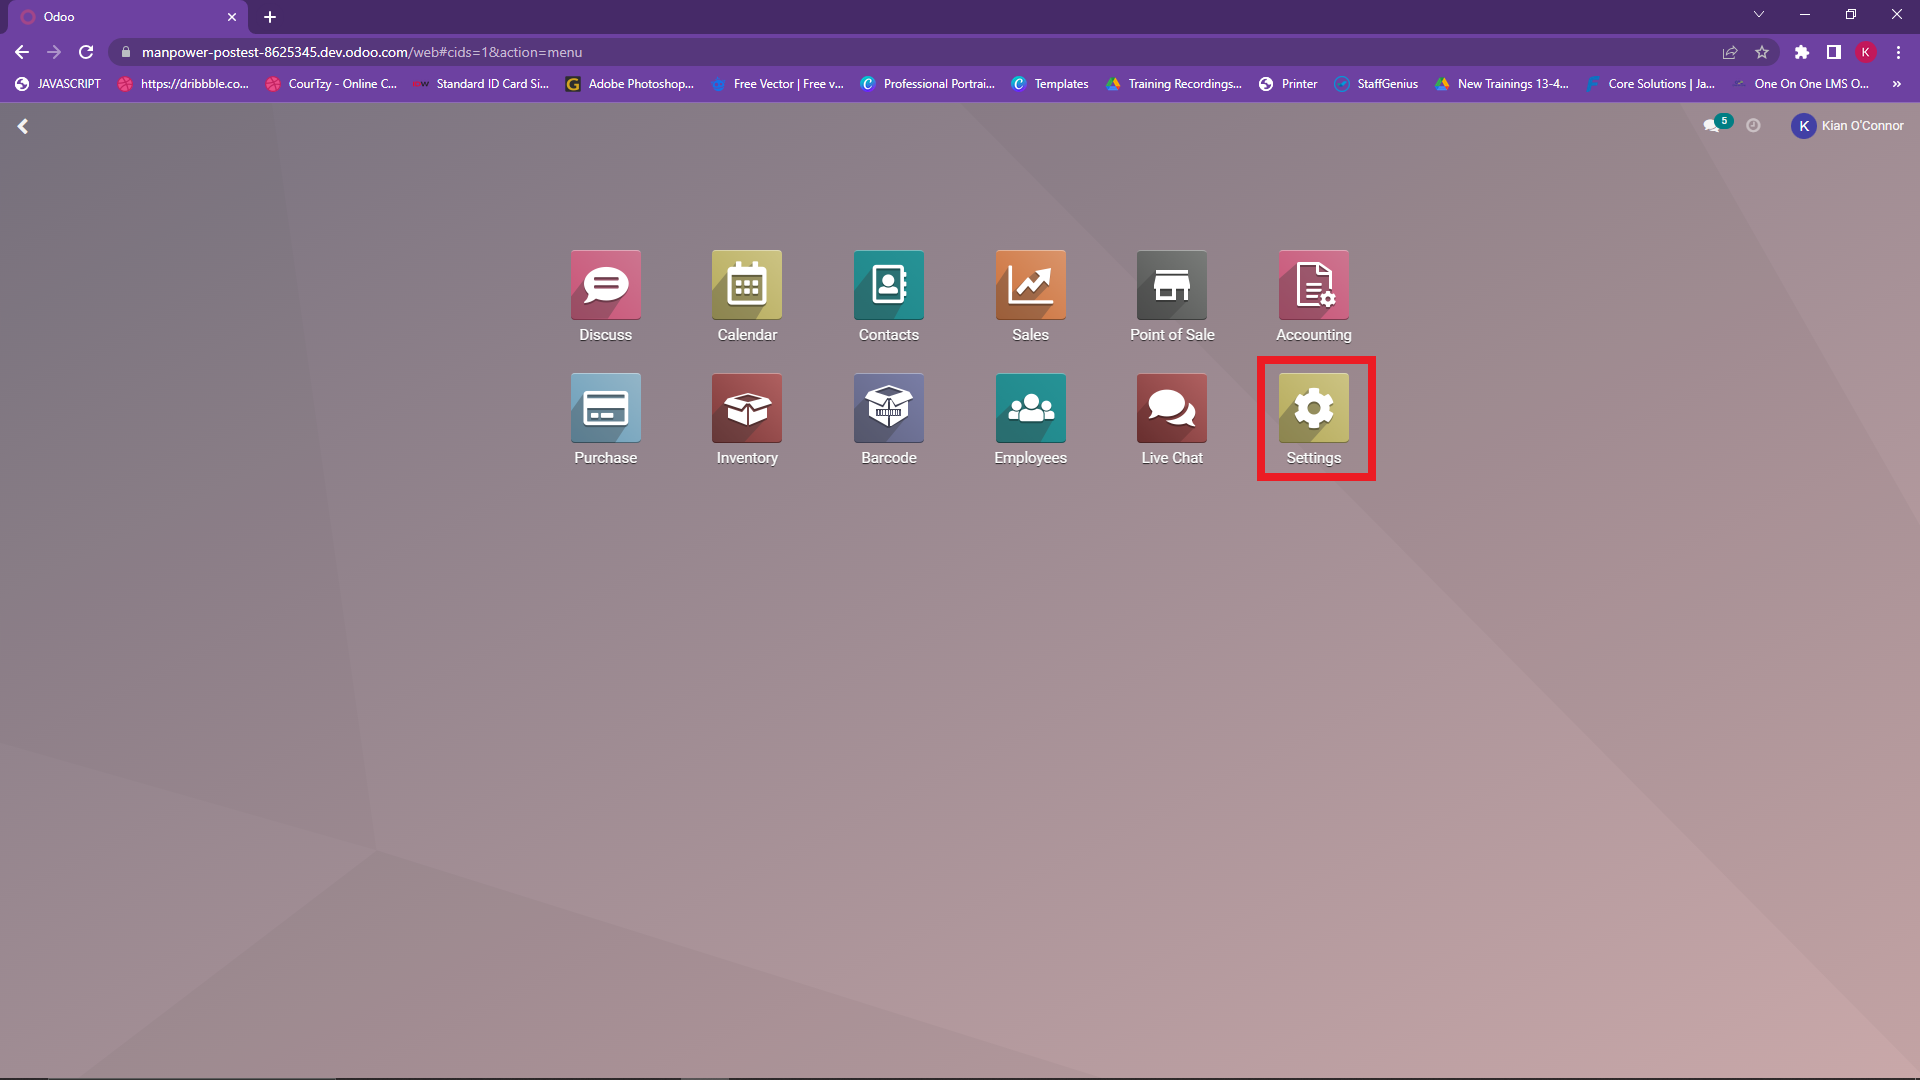 Odoo
manpower-postest-8625345.dev.odoo.com/web#cids=1&action=menu
K
JAVASCRIPT
https://dribbble.co...
CourTzy - Online C...
Standard ID Card Si...
Adobe Photoshop...
Free Vector | Free v...
Professional Portrai...
Templates
Training Recordings...
Printer
StaffGenius
New Trainings 13-4...
Core Solutions | Ja...
One On One LMS O...
»
5
K Kian O'Connor
Discuss
Calendar
Contacts
Sales
Point of Sale
Accounting
Purchase
Inventory
Barcode
Employees
Live Chat
Settings